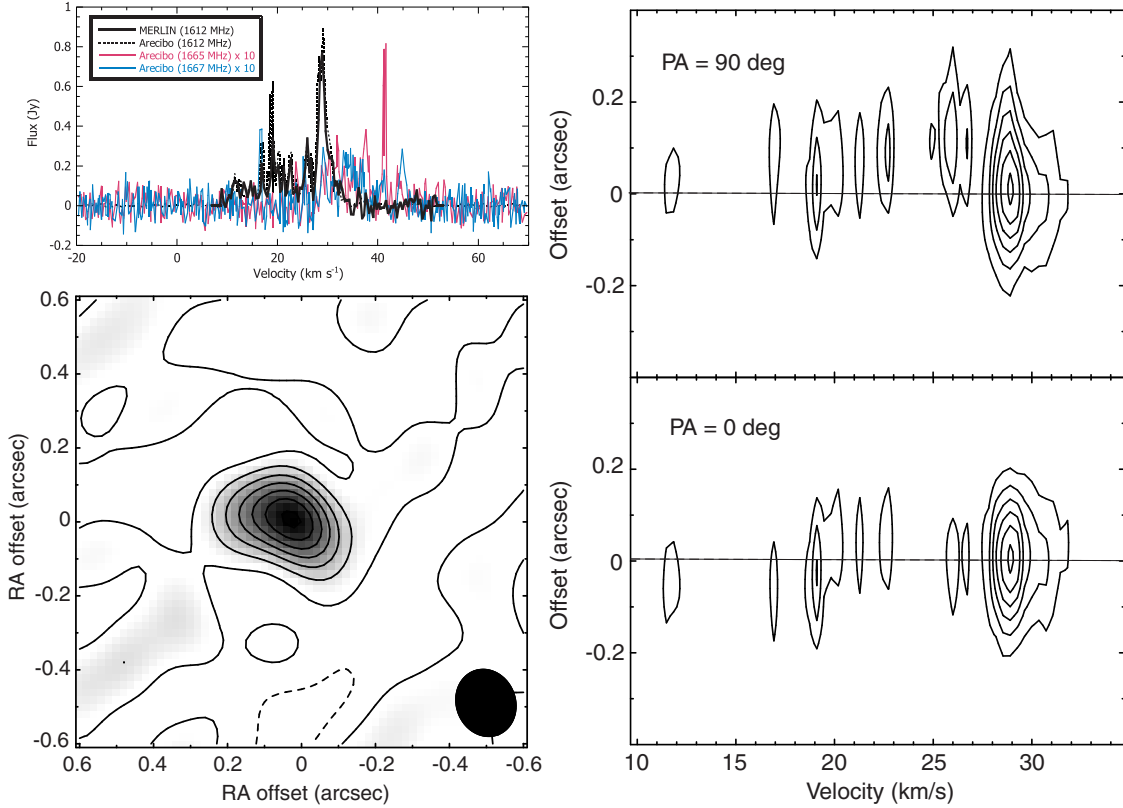 MERLIN (1612 MHz)
Arecibo (1612 MHz)
Arecibo (1665 MHz) x 10
Arecibo (1667 MHz) x 10
1
0.8
0.6
0.4
0.2
0
-0.2
Flux (Jy)
-20 0 20 40 60
Velocity (km s⁻¹)
0.6
0.4
0.2
0
-0.2
-0.4
-0.6
RA offset (arcsec)
0.6 0.4 0.2 0 -0.2 -0.4 -0.6
RA offset (arcsec)
PA = 90 deg
0.2
0
-0.2
Offset (arcsec)
PA = 0 deg
0.2
0
-0.2
Offset (arcsec)
10 15 20 25 30
Velocity (km/s)